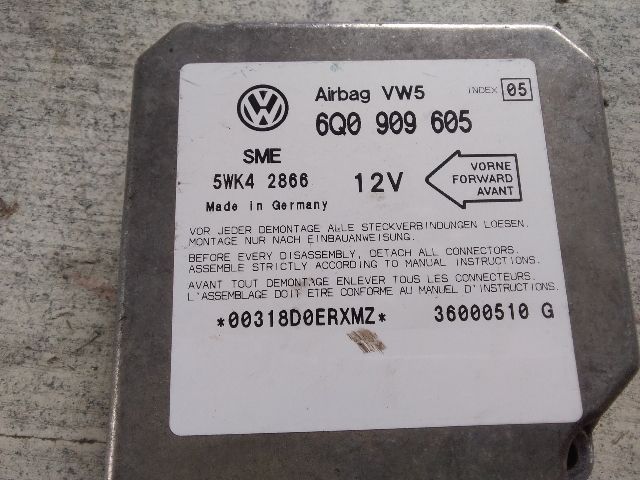 Airbag VW5 INDEX 05
6Q0 909 605
SME
5WK4 2866 12V
Made in Germany
VORNE
FORWARD
AVANT
VOR JEDER DEMONTAGE ALLE STECKVERBINDUNGEN LOESEN.
MONTAGE NUR NACH EINBAUANWEISUNG.
BEFORE EVERY DISASSEMBLY, DETACH ALL CONNECTORS.
ASSEMBLE STRICTLY ACCORDING TO MANUAL INSTRUCTIONS.
AVANT TOUT DEMONTAGE ENLEVER TOUS LES CONNECTEURS.
L'ASSEMBLAGE DOIT ETRE CONFORME AU MANUEL D'INSTRUCTIONS.
*00318D0ERXMZ* 36000510 G